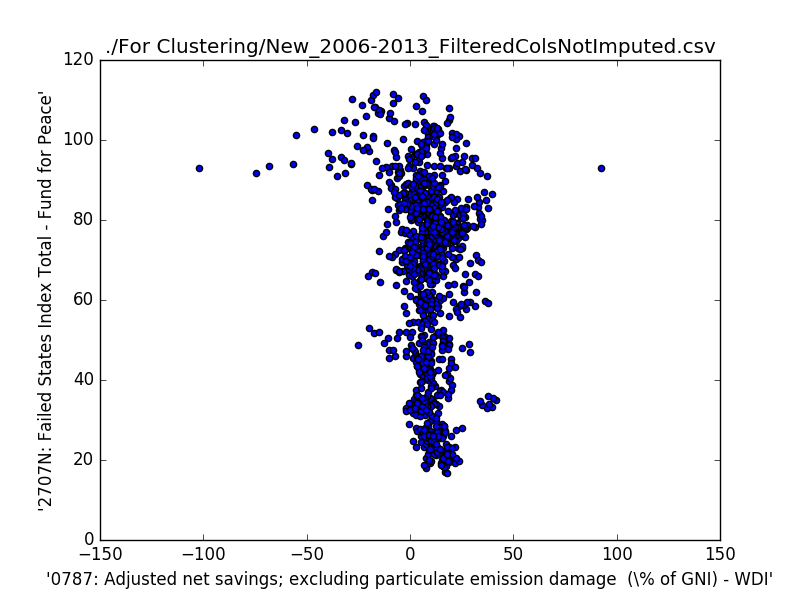 ./For Clustering/New_2006-2013_FilteredColsNotImputed.csv
120
100
80
60
40
20
0
'2707N: Failed States Index Total - Fund for Peace'
−150 −100 −50 0 50 100 150
'0787: Adjusted net savings; excluding particulate emission damage  (\% of GNI) - WDI'